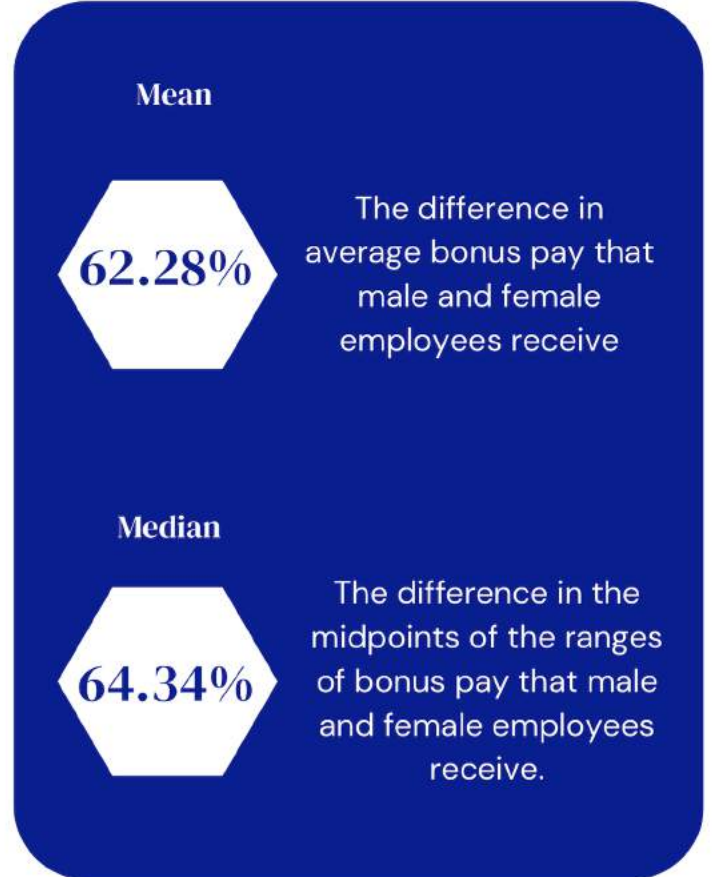 Mean
62.28%
The difference in
average bonus pay that
male and female
employees receive
Median
64.34%
The difference in the
midpoints of the ranges
of bonus pay that male
and female employees
receive.